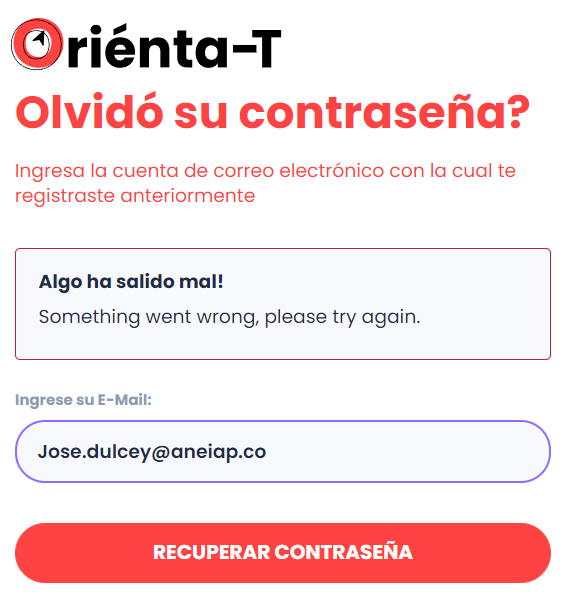 Oriénta-T
Olvidó su contraseña?
Ingresa la cuenta de correo electrónico con la cual te
registraste anteriormente
Algo ha salido mal!
Something went wrong, please try again.
Ingrese su E-Mail:
Jose.dulcey@aneiap.co
RECUPERAR CONTRASEÑA